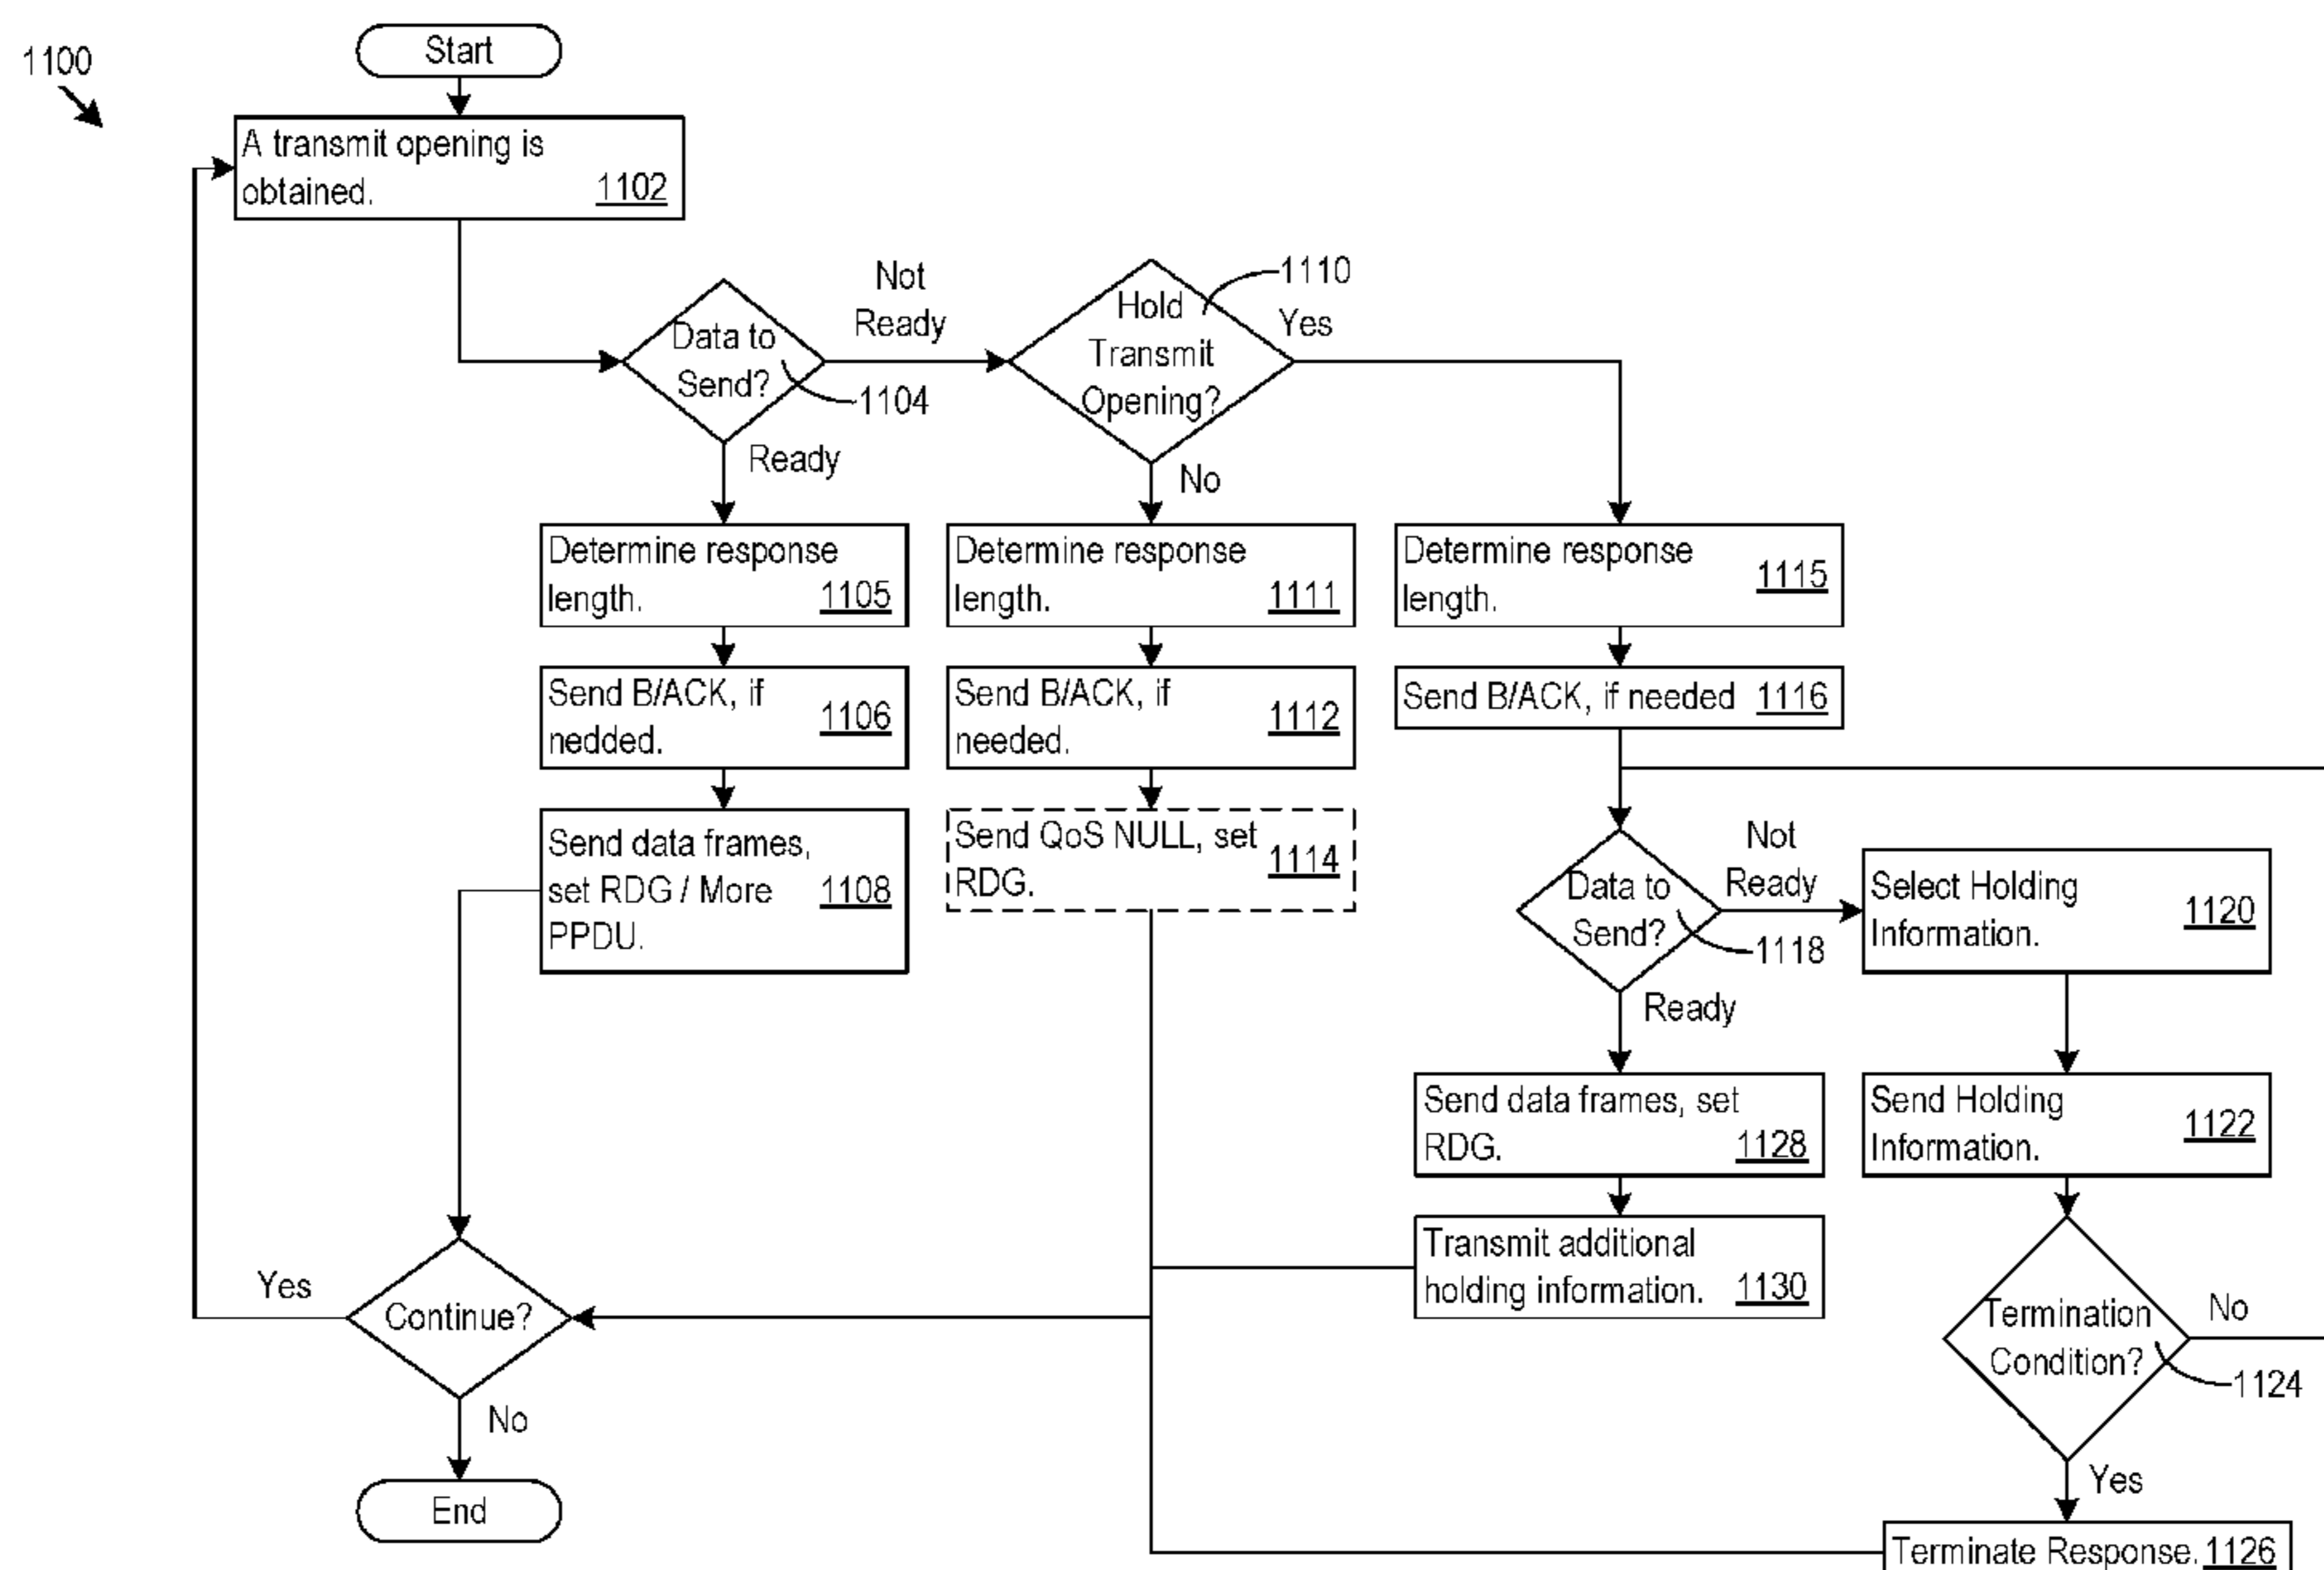 1100
Start
A transmit opening is
obtained. 1102
Data to
Send?
1104
Not
Ready
Ready
Hold
Transmit
Opening?
1110
Yes
No
Determine response
length. 1105
Determine response
length. 1111
Determine response
length. 1115
Send B/ACK, if
nedded. 1106
Send B/ACK, if
needed. 1112
Send B/ACK, if needed 1116
Send data frames,
set RDG / More
PPDU. 1108
Send QoS NULL, set
RDG. 1114
Data to
Send?
1118
Not
Ready
Ready
Select Holding
Information. 1120
Send data frames, set
RDG. 1128
Send Holding
Information. 1122
Transmit additional
holding information. 1130
Yes
Continue?
No
Termination
Condition?
No
1124
Yes
End
Terminate Response. 1126